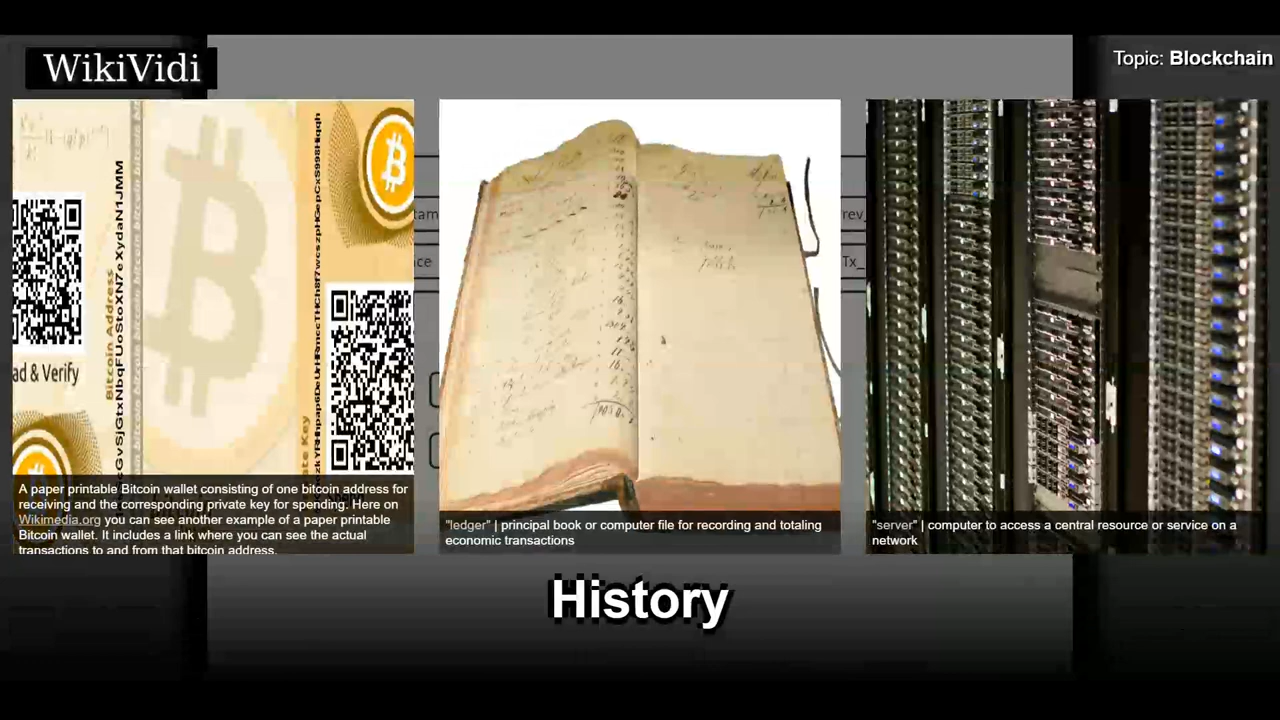 WikiVidi
Topic: Blockchain
ad & Verify
Bitcoin Address
A paper printable Bitcoin wallet consisting of one bitcoin address for
receiving and the corresponding private key for spending. Here on
Wikimedia.org you can see another example of a paper printable
Bitcoin wallet. It includes a link where you can see the actual
transactions to and from that bitcoin address.
"ledger" | principal book or computer file for recording and totaling
economic transactions
"server" | computer to access a central resource or service on a
network
Tx_
History